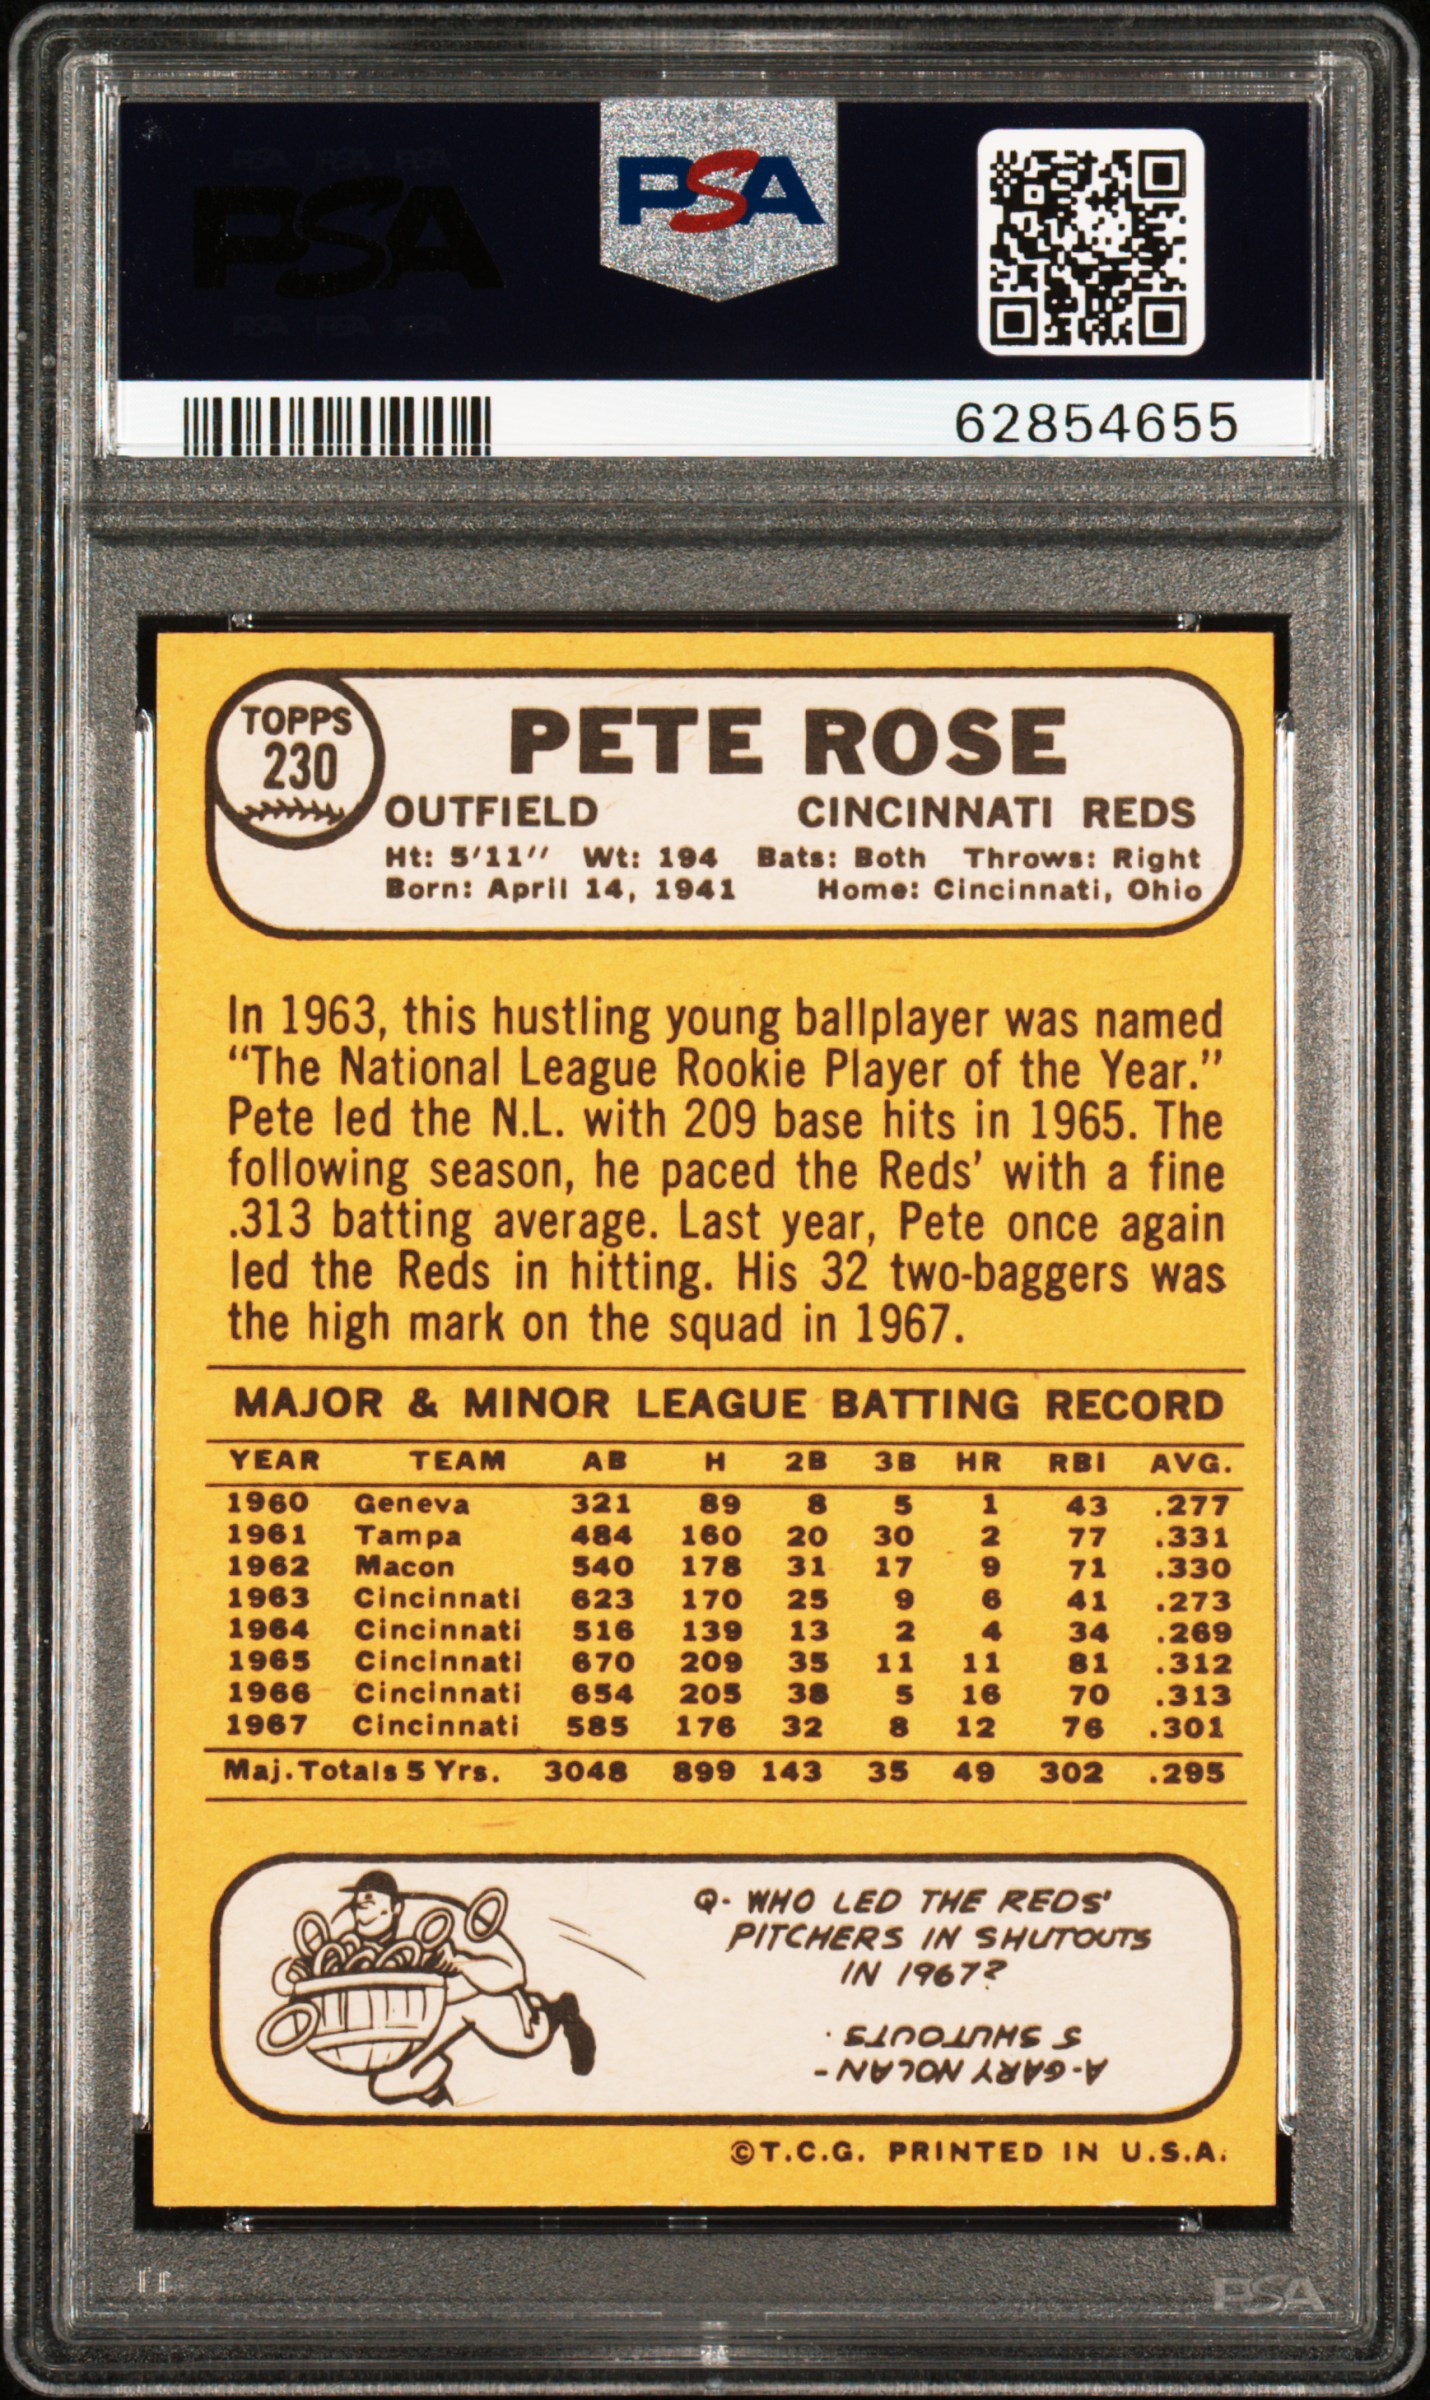 PSA PSA PSA
PSA
PSA PSA PSA
PSA
62854655
TOPPS
230
PETE ROSE
OUTFIELD CINCINNATI REDS
Ht: 5'11" Wt: 194 Bats: Both Throws: Right
Born: April 14, 1941 Home: Cincinnati, Ohio
In 1963, this hustling young ballplayer was named
“The National League Rookie Player of the Year.”
Pete led the N.L. with 209 base hits in 1965. The
following season, he paced the Reds’ with a fine
.313 batting average. Last year, Pete once again
led the Reds in hitting. His 32 two-baggers was
the high mark on the squad in 1967.
MAJOR & MINOR LEAGUE BATTING RECORD
YEAR TEAM AB H 2B 3B HR RBI AVG.
1960 Geneva 321 89 8 5 1 43 .277
1961 Tampa 484 160 20 30 2 77 .331
1962 Macon 540 178 31 17 9 71 .330
1963 Cincinnati 623 170 25 9 6 41 .273
1964 Cincinnati 516 139 13 2 4 34 .269
1965 Cincinnati 670 209 35 11 11 81 .312
1966 Cincinnati 654 205 38 5 16 70 .313
1967 Cincinnati 585 176 32 8 12 76 .301
Maj. Totals 5 Yrs. 3048 899 143 35 49 302 .295
Q- WHO LED THE REDS'
PITCHERS IN SHUTOUTS
IN 1967?
A-GARY NOLAN -
5 SHUTOUTS.
©T.C.G. PRINTED IN U.S.A.
PSA